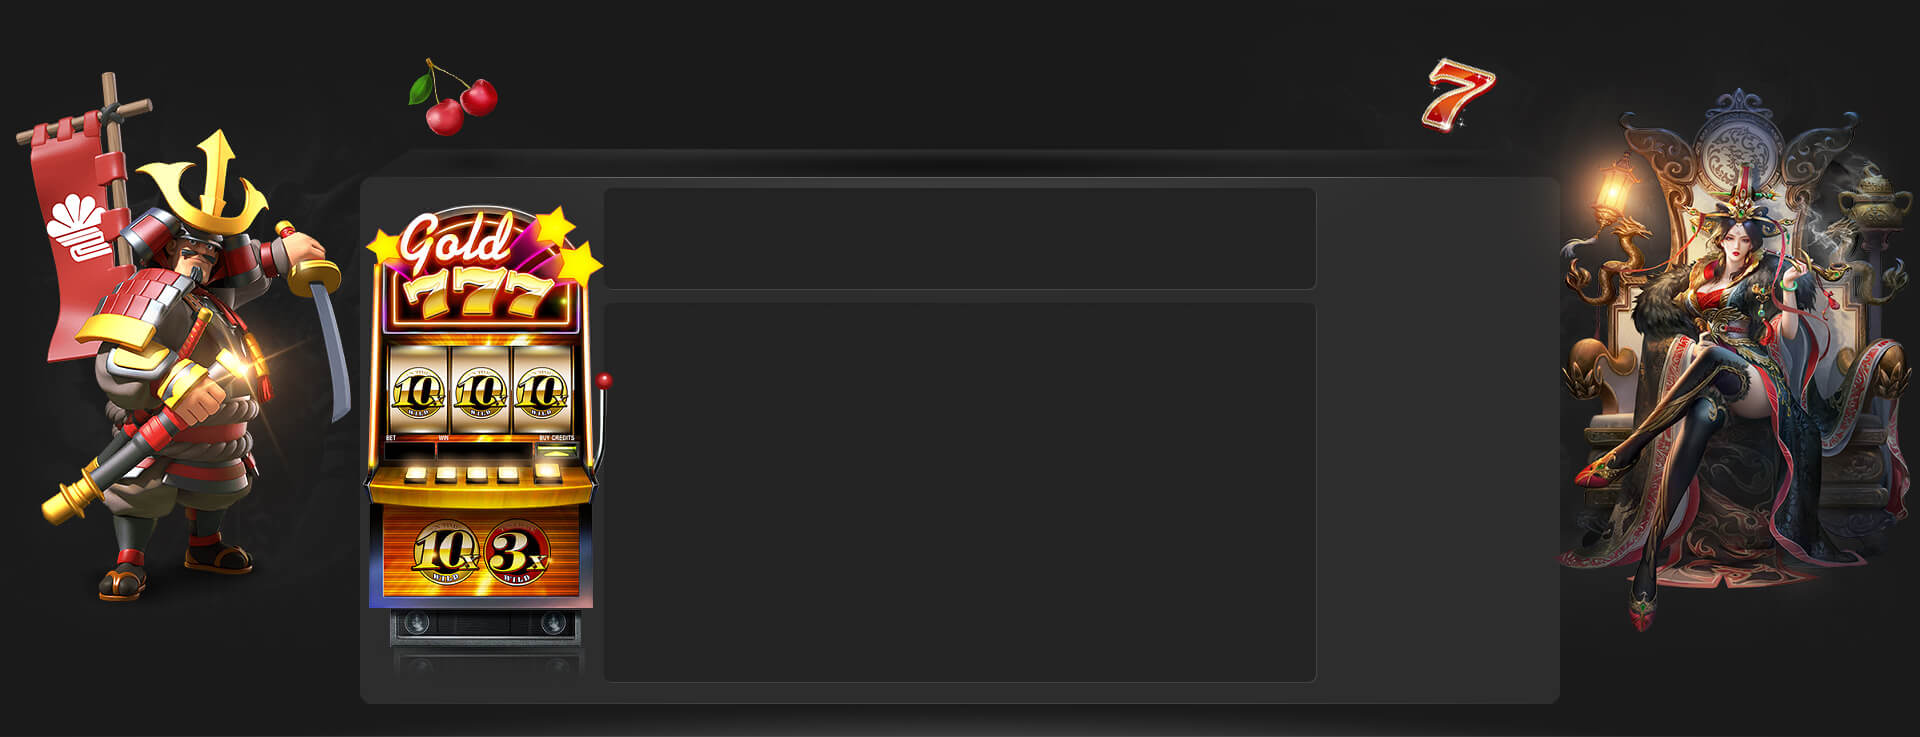 7
Gold
777
10x 10x 10x
WILD WILD WILD
BET WIN BUY CREDITS
10x 3x
WILD WILD